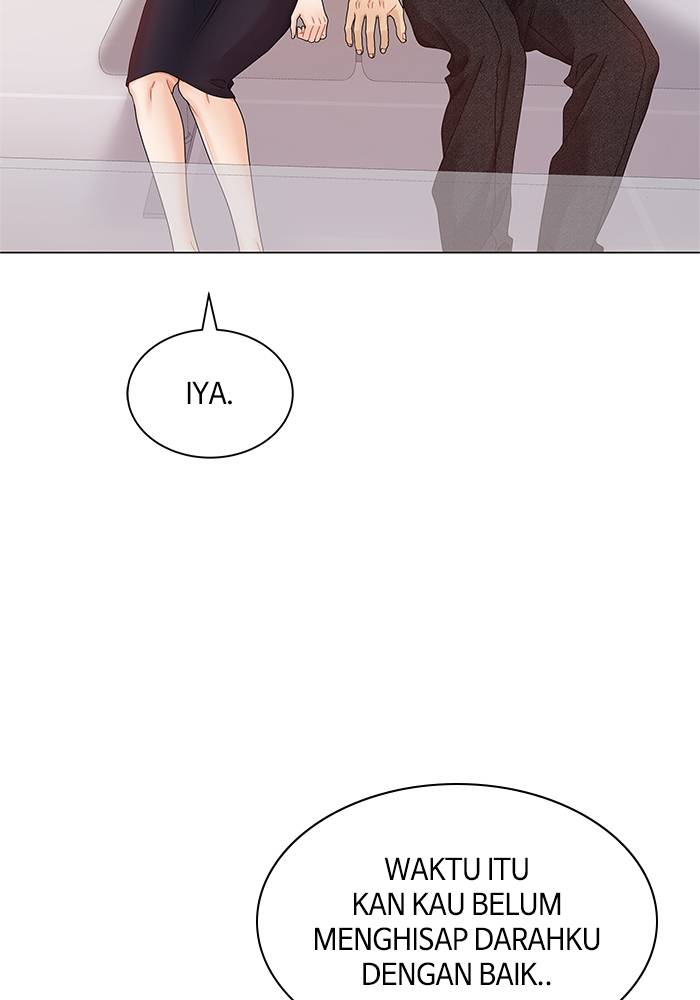 IYA.
WAKTU ITU
KAN KAU BELUM
MENGHISAP DARAHKU
DENGAN BAIK..